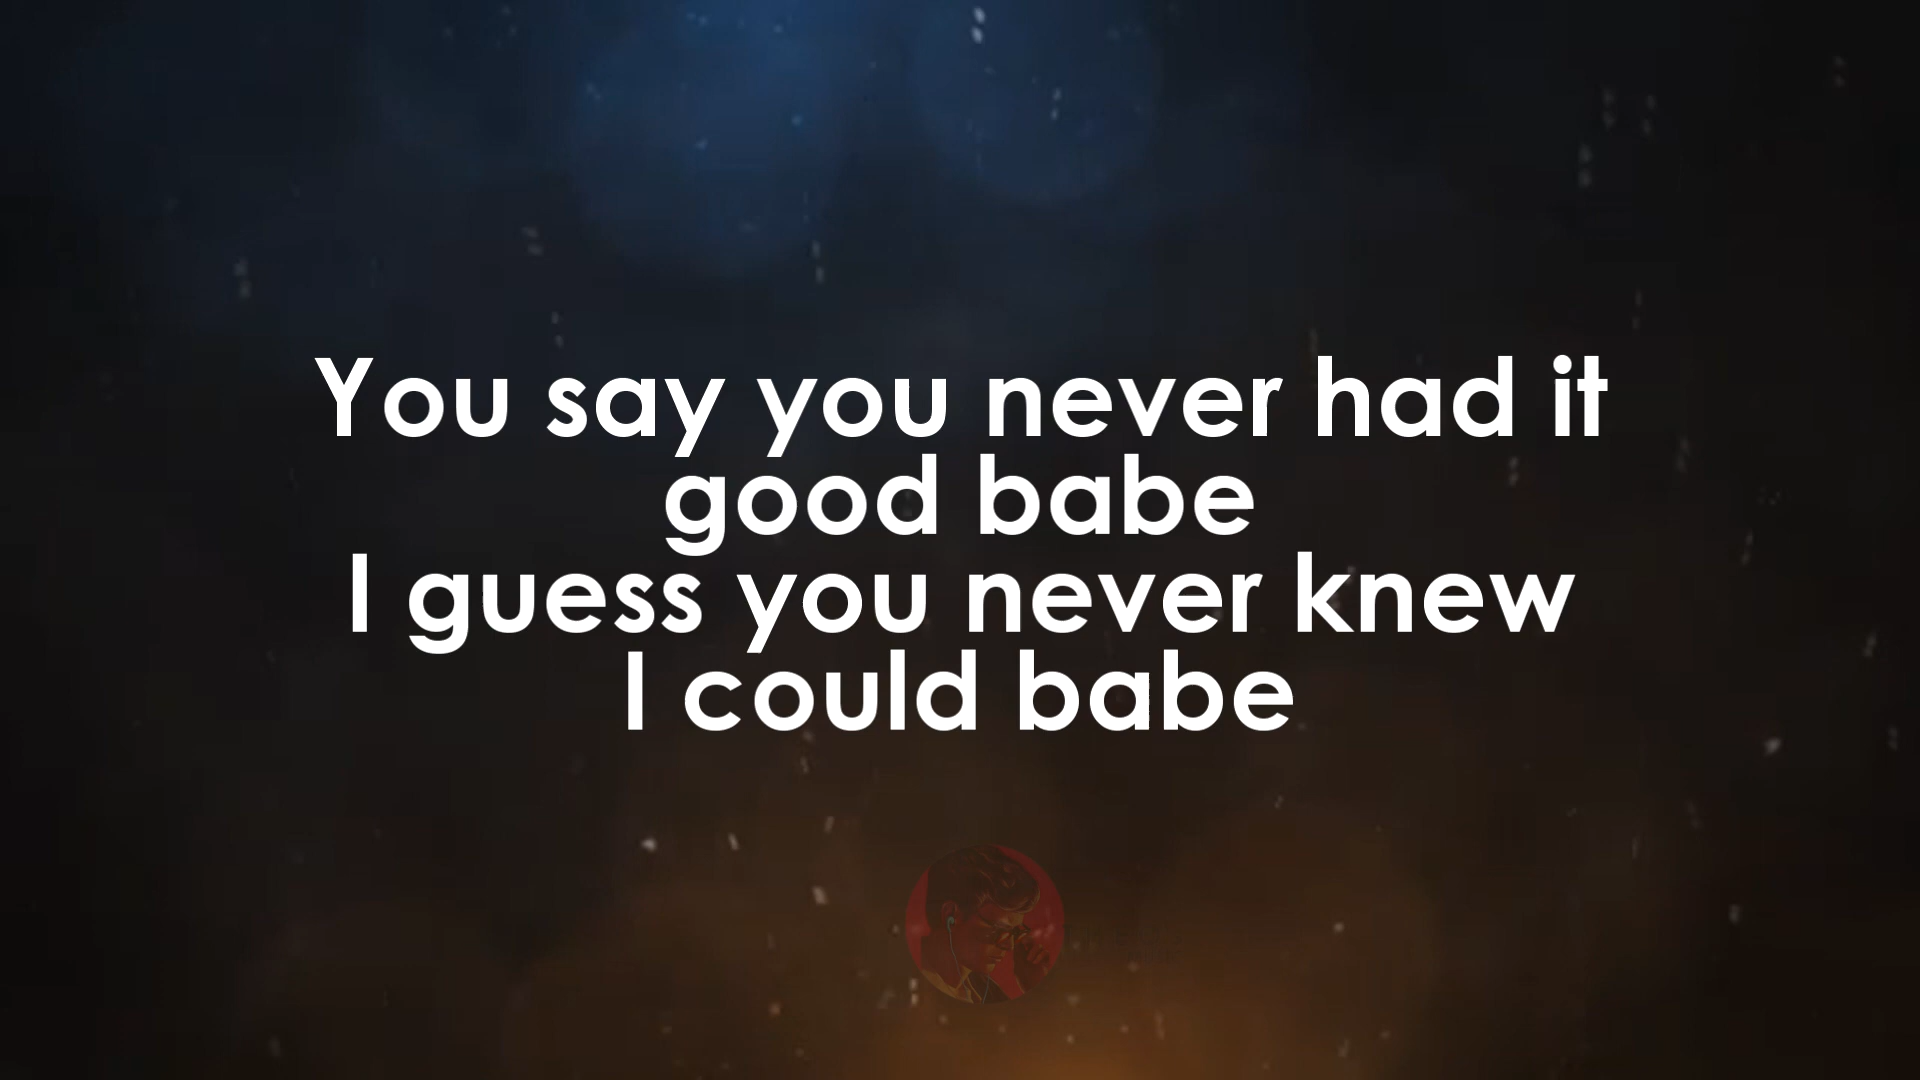 You say you never had it
good babe
I guess you never knew
I could babe